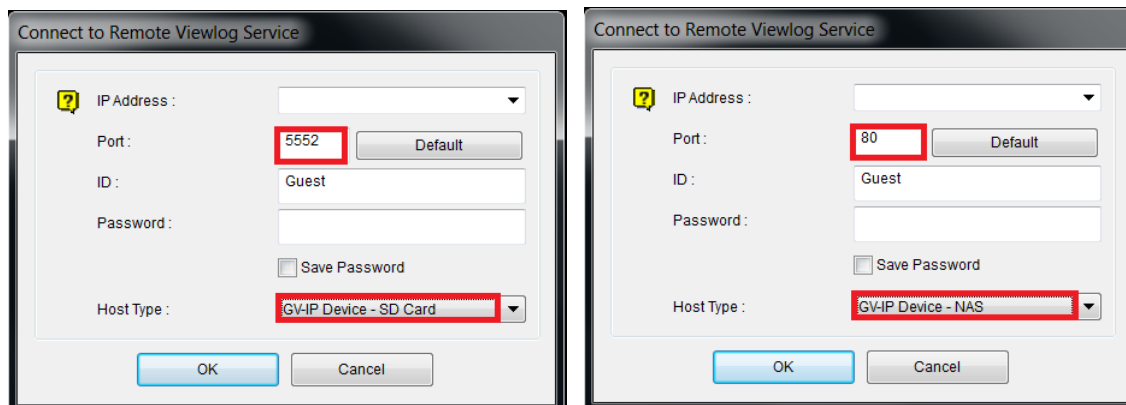 Connect to Remote Viewlog Service
IP Address :
Port :
5552
Default
ID :
Guest
Password :
Save Password
Host Type :
GV-IP Device - SD Card
OK
Cancel
Connect to Remote Viewlog Service
IP Address :
Port :
80
Default
ID :
Guest
Password :
Save Password
Host Type :
GV-IP Device - NAS
OK
Cancel